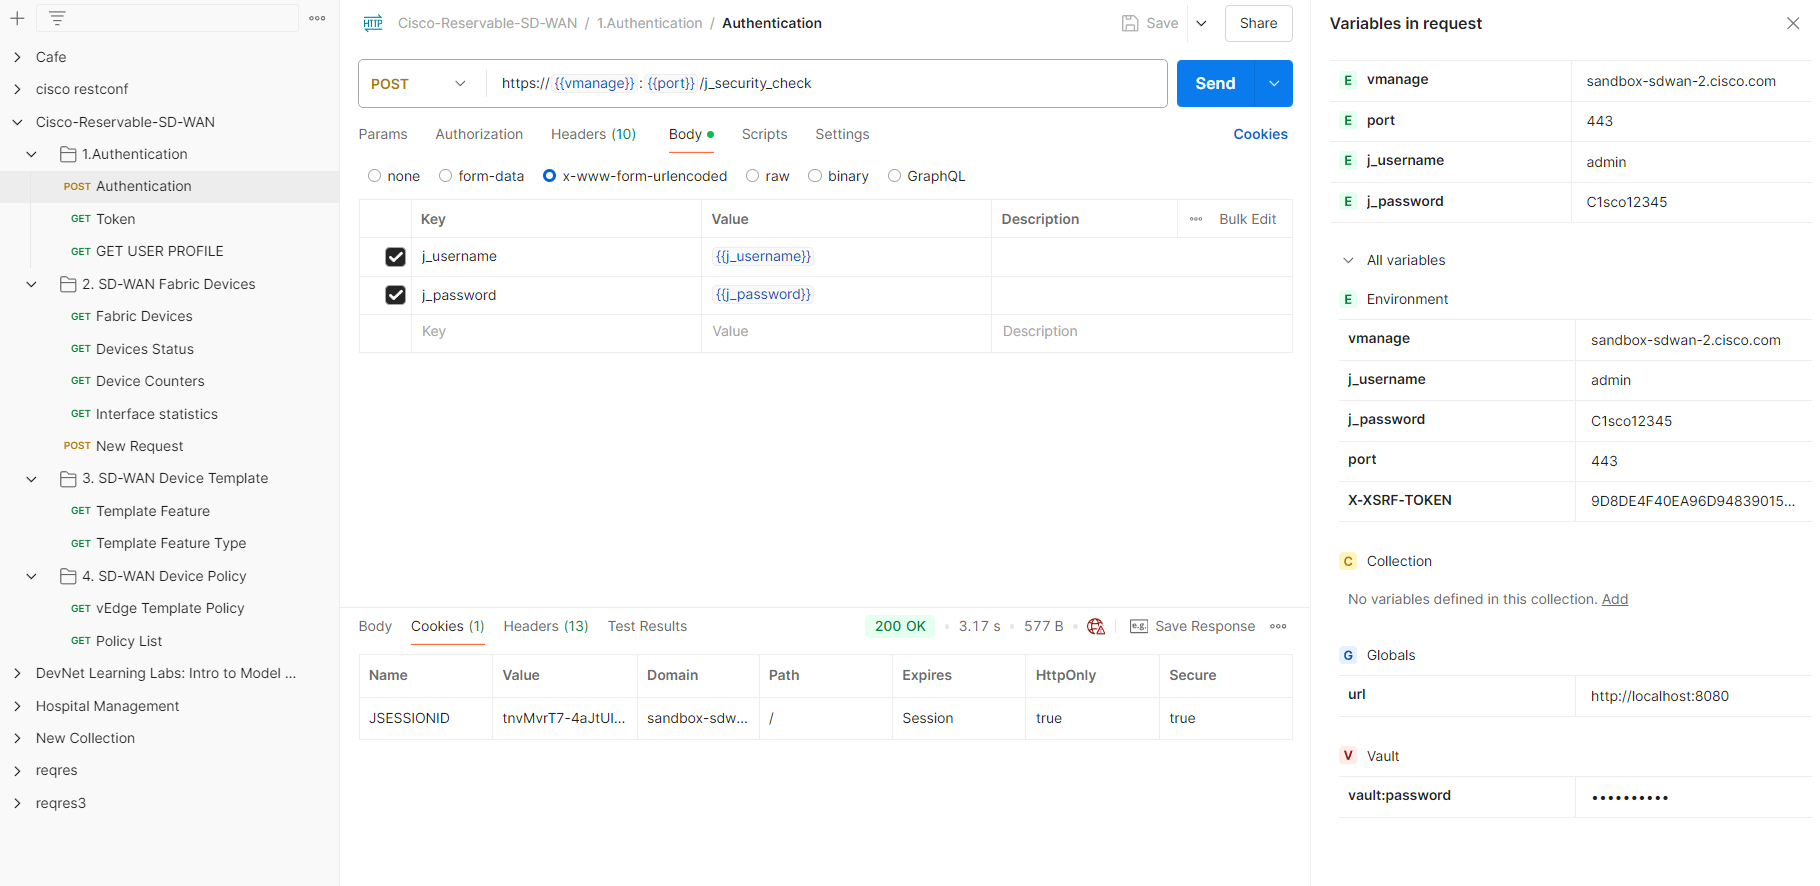 Cafe
cisco restconf
Cisco-Reservable-SD-WAN
1.Authentication
POST Authentication
GET Token
GET GET USER PROFILE
2. SD-WAN Fabric Devices
GET Fabric Devices
GET Devices Status
GET Device Counters
GET Interface statistics
POST New Request
3. SD-WAN Device Template
GET Template Feature
GET Template Feature Type
4. SD-WAN Device Policy
GET vEdge Template Policy
GET Policy List
DevNet Learning Labs: Intro to Model ...
Hospital Management
New Collection
reqres
reqres3
HTTP Cisco-Reservable-SD-WAN / 1.Authentication / Authentication Save Share
POST https:// {{vmanage}} : {{port}} /j_security_check Send
Params Authorization Headers (10) Body Scripts Settings Cookies
none form-data x-www-form-urlencoded raw binary GraphQL
Key Value Description Bulk Edit
j_username {{j_username}}
j_password {{j_password}}
Key Value Description
Body Cookies (1) Headers (13) Test Results 200 OK 3.17 s 577 B e.g. Save Response
Name Value Domain Path Expires HttpOnly Secure
JSESSIONID tnvMvrT7-4aJtUI... sandbox-sdw... / Session true true
Variables in request
E vmanage sandbox-sdwan-2.cisco.com
E port 443
E j_username admin
E j_password C1sco12345
All variables
E Environment
vmanage sandbox-sdwan-2.cisco.com
j_username admin
j_password C1sco12345
port 443
X-XSRF-TOKEN 9D8DE4F40EA96D94839015...
C Collection
No variables defined in this collection. Add
G Globals
url http://localhost:8080
V Vault
vault:password ••••••••••